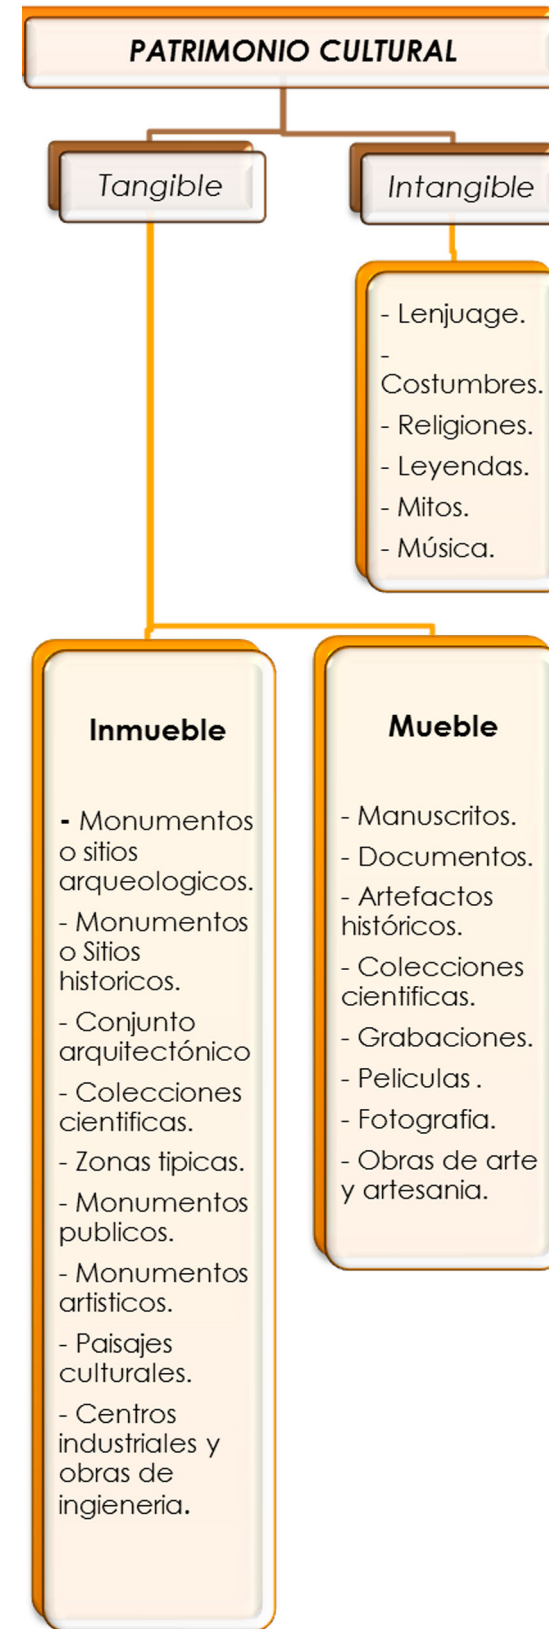 PATRIMONIO CULTURAL
Tangible
Intangible
- Lenjuage.
-
Costumbres.
- Religiones.
- Leyendas.
- Mitos.
- Música.
Inmueble
- Monumentos
o sitios
arqueologicos.
- Monumentos
o Sitios
historicos.
- Conjunto
arquitectónico
- Colecciones
cientificas.
- Zonas tipicas.
- Monumentos
publicos.
- Monumentos
artisticos.
- Paisajes
culturales.
- Centros
industriales y
obras de
ingieneria.
Mueble
- Manuscritos.
- Documentos.
- Artefactos
históricos.
- Colecciones
cientificas.
- Grabaciones.
- Peliculas .
- Fotografia.
- Obras de arte
y artesania.